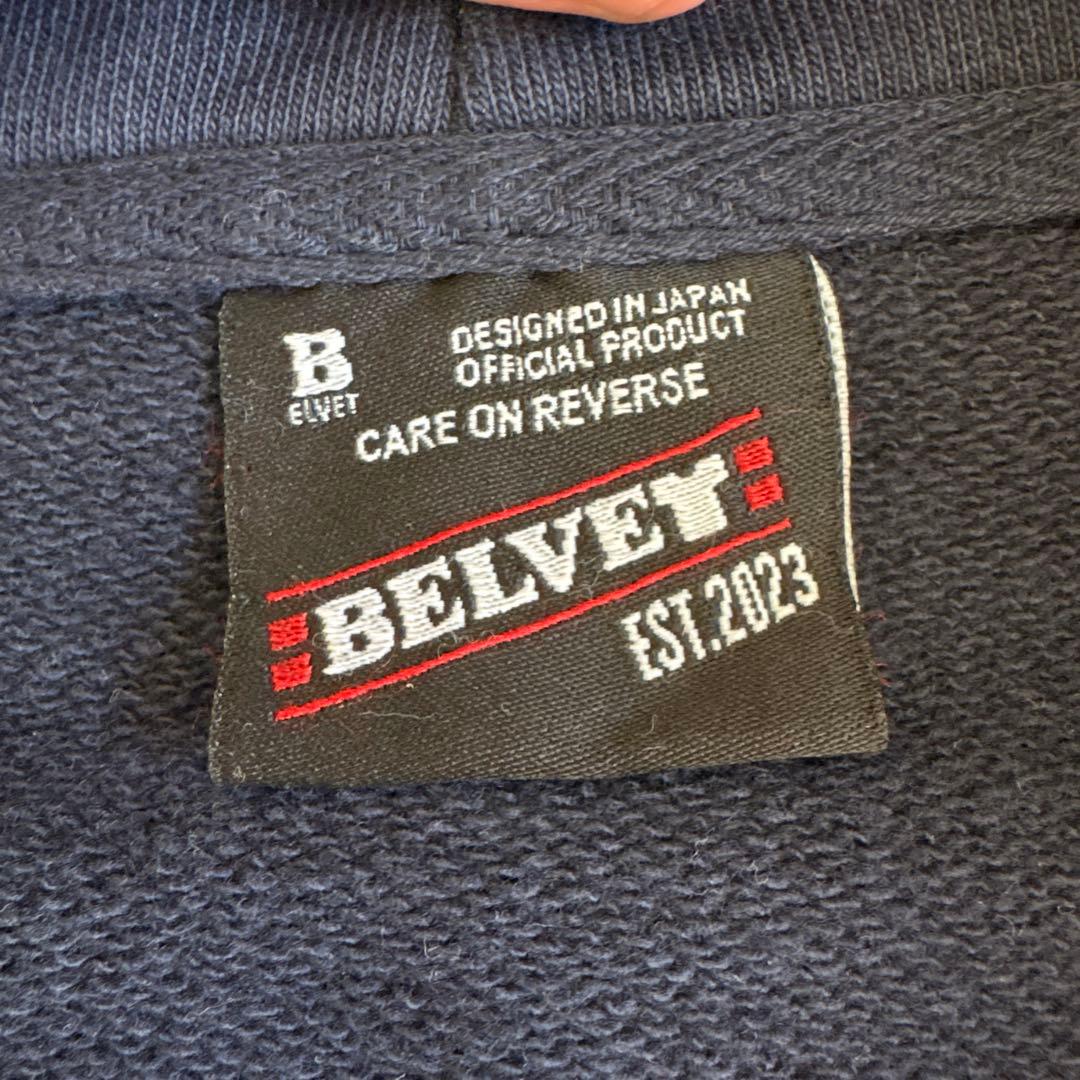 B
ELVET
DESIGNED IN JAPAN
OFFICIAL PRODUCT
CARE ON REVERSE
BELVET
EST.2023